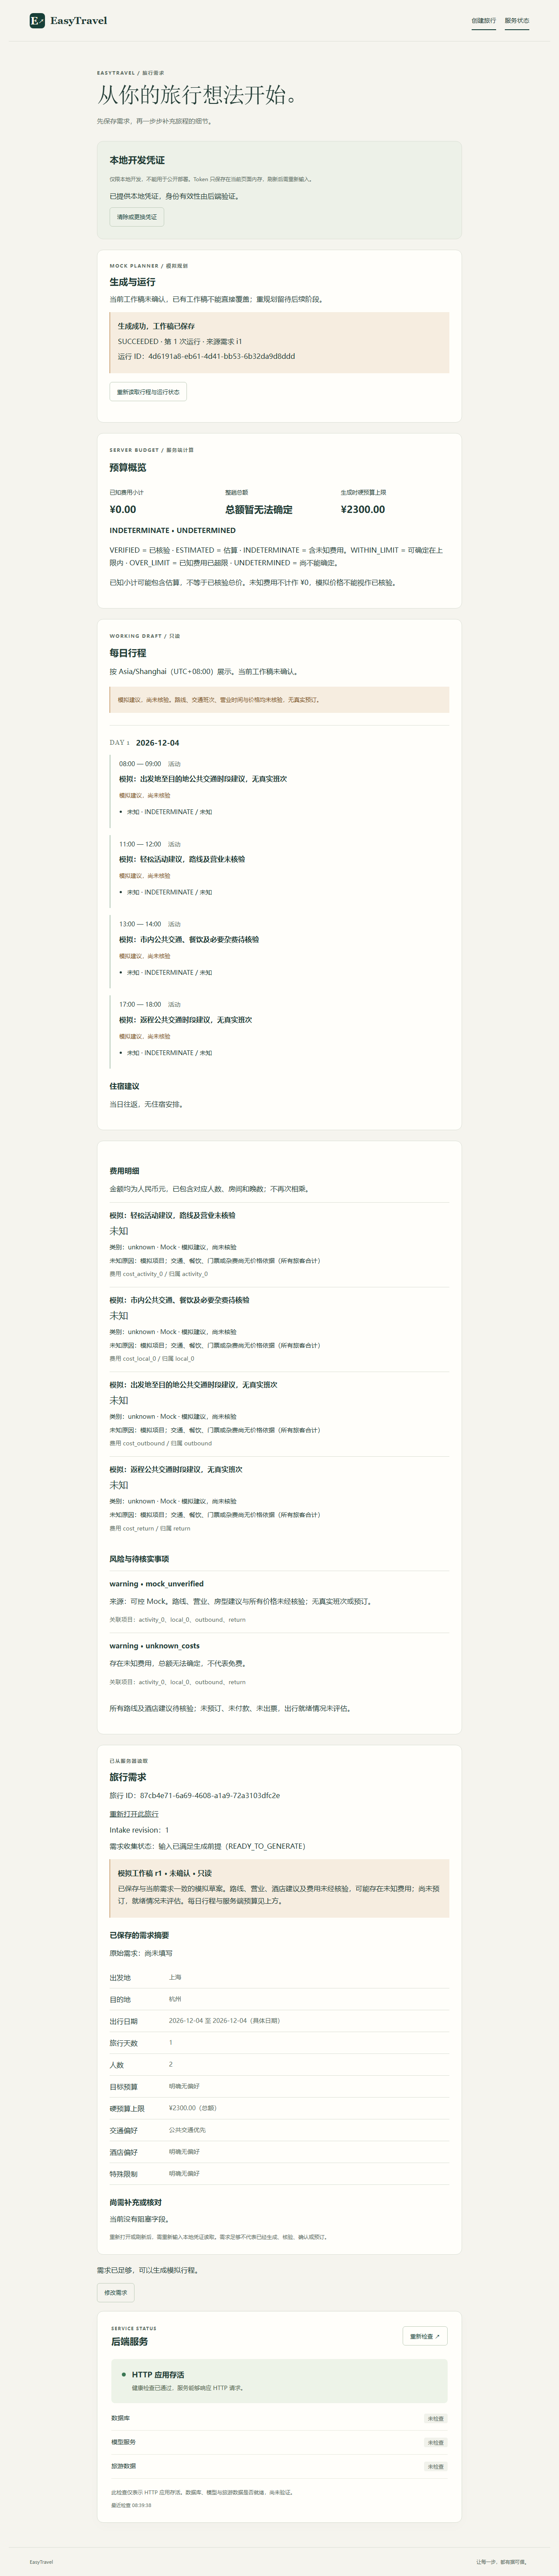 EasyTravel
创建旅行 服务状态
EASYTRAVEL / 旅行需求
从你的旅行想法开始。
先保存需求，再一步步补充旅程的细节。
本地开发凭证
仅限本地开发，不能用于公开部署。Token 只保存在当前页面内存，刷新后需重新输入。
已提供本地凭证，身份有效性由后端验证。
清除或更换凭证
MOCK PLANNER / 模拟规划
生成与运行
当前工作稿未确认，已有工作稿不能直接覆盖；重规划留待后续阶段。
生成成功，工作稿已保存
SUCCEEDED · 第 1 次运行 · 来源需求 i1
运行 ID：4d6191a8-eb61-4d41-bb53-6b32da9d8ddd
重新读取行程与运行状态
SERVER BUDGET / 服务端计算
预算概览
已知费用小计 整趟总额 生成时硬预算上限
¥0.00 总额暂无法确定 ¥2300.00
INDETERMINATE • UNDETERMINED
VERIFIED = 已核验 · ESTIMATED = 估算 · INDETERMINATE = 含未知费用。WITHIN_LIMIT = 可确定在上
限内 · OVER_LIMIT = 已知费用已超限 · UNDETERMINED = 尚不能确定。
已知小计可能包含估算，不等于已核验总价。未知费用不计作 ¥0，模拟价格不能视作已核验。
WORKING DRAFT / 只读
每日行程
按 Asia/Shanghai（UTC+08:00）展示。当前工作稿未确认。
模拟建议，尚未核验。路线、交通班次、营业时间与价格均未核验，无真实预订。
DAY 1 2026-12-04
08:00 — 09:00 活动
模拟：出发地至目的地公共交通时段建议，无真实班次
模拟建议，尚未核验
• 未知 · INDETERMINATE / 未知
11:00 — 12:00 活动
模拟：轻松活动建议，路线及营业未核验
模拟建议，尚未核验
• 未知 · INDETERMINATE / 未知
13:00 — 14:00 活动
模拟：市内公共交通、餐饮及必要杂费待核验
模拟建议，尚未核验
• 未知 · INDETERMINATE / 未知
17:00 — 18:00 活动
模拟：返程公共交通时段建议，无真实班次
模拟建议，尚未核验
• 未知 · INDETERMINATE / 未知
住宿建议
当日往返，无住宿安排。
费用明细
金额均为人民币元，已包含对应人数、房间和晚数；不再次相乘。
模拟：轻松活动建议，路线及营业未核验
未知
类别：unknown · Mock · 模拟建议，尚未核验
未知原因：模拟项目；交通、餐饮、门票或杂费尚无价格依据（所有旅客合计）
费用 cost_activity_0 / 归属 activity_0
模拟：市内公共交通、餐饮及必要杂费待核验
未知
类别：unknown · Mock · 模拟建议，尚未核验
未知原因：模拟项目；交通、餐饮、门票或杂费尚无价格依据（所有旅客合计）
费用 cost_local_0 / 归属 local_0
模拟：出发地至目的地公共交通时段建议，无真实班次
未知
类别：unknown · Mock · 模拟建议，尚未核验
未知原因：模拟项目；交通、餐饮、门票或杂费尚无价格依据（所有旅客合计）
费用 cost_outbound / 归属 outbound
模拟：返程公共交通时段建议，无真实班次
未知
类别：unknown · Mock · 模拟建议，尚未核验
未知原因：模拟项目；交通、餐饮、门票或杂费尚无价格依据（所有旅客合计）
费用 cost_return / 归属 return
风险与待核实事项
warning • mock_unverified
来源：可控 Mock。路线、营业、房型建议与所有价格未经核验；无真实班次或预订。
关联项目：activity_0、local_0、outbound、return
warning • unknown_costs
存在未知费用，总额无法确定，不代表免费。
关联项目：activity_0、local_0、outbound、return
所有路线及酒店建议待核验；未预订、未付款、未出票，出行就绪情况未评估。
已从服务器读取
旅行需求
旅行 ID：87cb4e71-6a69-4608-a1a9-72a3103dfc2e
重新打开此旅行
Intake revision：1
需求收集状态：输入已满足生成前提（READY_TO_GENERATE）
模拟工作稿 r1 • 未确认 • 只读
已保存与当前需求一致的模拟草案。路线、营业、酒店建议及费用未经核验，可能存在未知费用；尚未预
订，就绪情况未评估。每日行程与服务端预算见上方。
已保存的需求摘要
原始需求：尚未填写
出发地 上海
目的地 杭州
出行日期 2026-12-04 至 2026-12-04（具体日期）
旅行天数 1
人数 2
目标预算 明确无偏好
硬预算上限 ¥2300.00（总额）
交通偏好 公共交通优先
酒店偏好 明确无偏好
特殊限制 明确无偏好
尚需补充或核对
当前没有阻塞字段。
重新打开或刷新后，需重新输入本地凭证读取。需求足够不代表已经生成、核验、确认或预订。
需求已足够，可以生成模拟行程。
修改需求
SERVICE STATUS
后端服务
重新检查 ↗
HTTP 应用存活
健康检查已通过，服务能够响应 HTTP 请求。
数据库 未检查
模型服务 未检查
旅游数据 未检查
此检查仅表示 HTTP 应用存活。数据库、模型与旅游数据是否就绪，尚未验证。
最近检查 08:39:38
EasyTravel 让每一步，都有据可循。